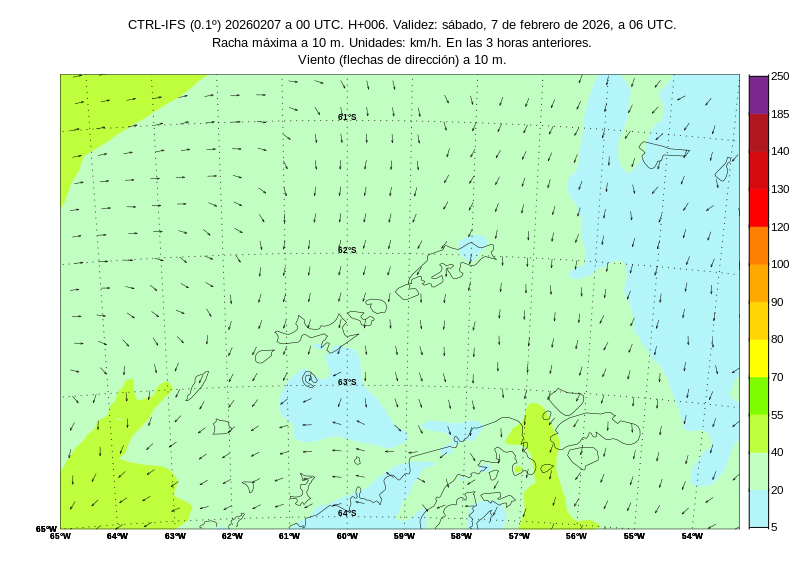 CTRL-IFS (0.1º) 20260207 a 00 UTC. H+006. Validez: sábado, 7 de febrero de 2026, a 06 UTC.
Racha máxima a 10 m. Unidades: km/h. En las 3 horas anteriores.
Viento (flechas de dirección) a 10 m.
250
185
140
130
120
100
90
80
70
55
40
20
5
61°S
62°S
63°S
64°S
65°W
65°W 64°W 63°W 62°W 61°W 60°W 59°W 58°W 57°W 56°W 55°W 54°W